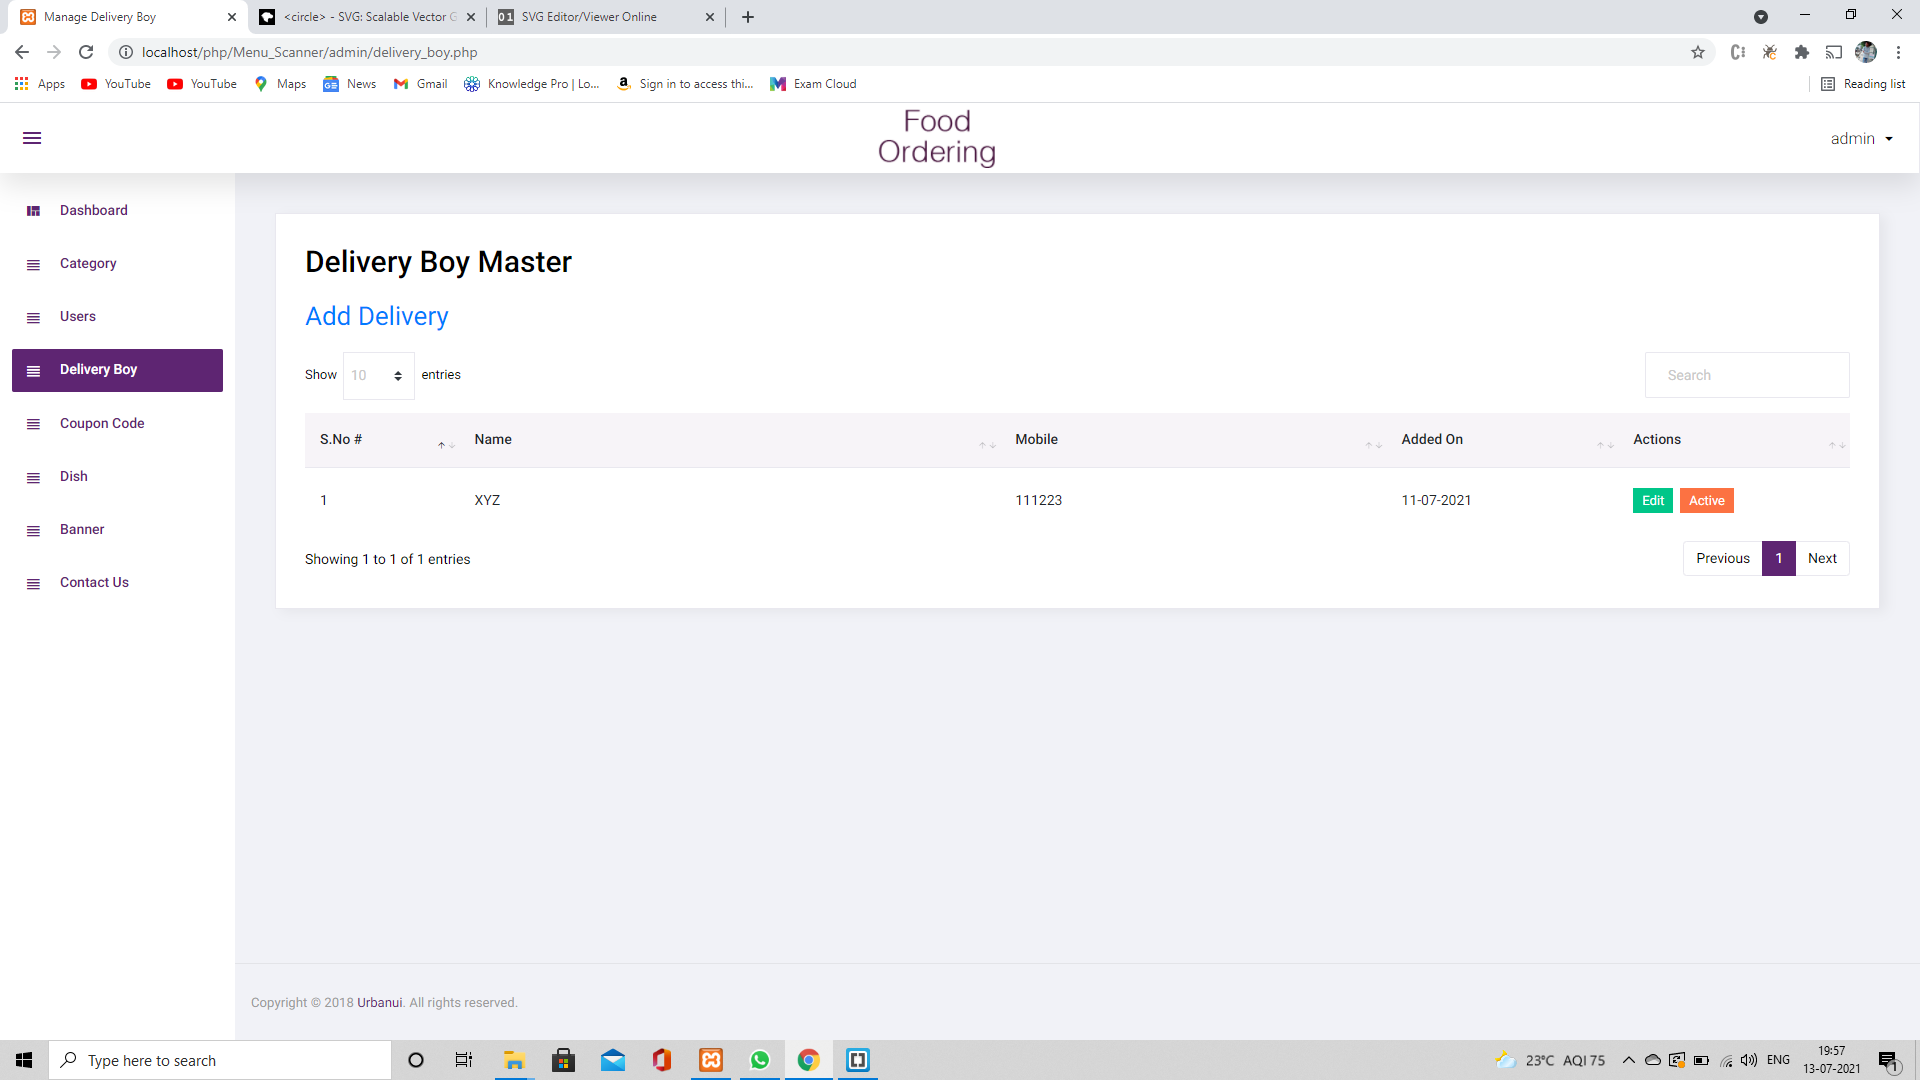 Manage Delivery Boy
<circle> - SVG: Scalable Vector G
SVG Editor/Viewer Online
localhost/php/Menu_Scanner/admin/delivery_boy.php
Apps
YouTube
YouTube
Maps
News
Gmail
Knowledge Pro | Lo...
Sign in to access thi...
Exam Cloud
Reading list
Food
Ordering
admin
Dashboard
Category
Users
Delivery Boy
Coupon Code
Dish
Banner
Contact Us
Delivery Boy Master
Add Delivery
Show 10 entries
Search
S.No # Name Mobile Added On Actions
1 XYZ 111223 11-07-2021 Edit Active
Showing 1 to 1 of 1 entries
Previous 1 Next
Copyright © 2018 Urbanui. All rights reserved.
Type here to search
23°C AQI 75
ENG
19:57
13-07-2021
1